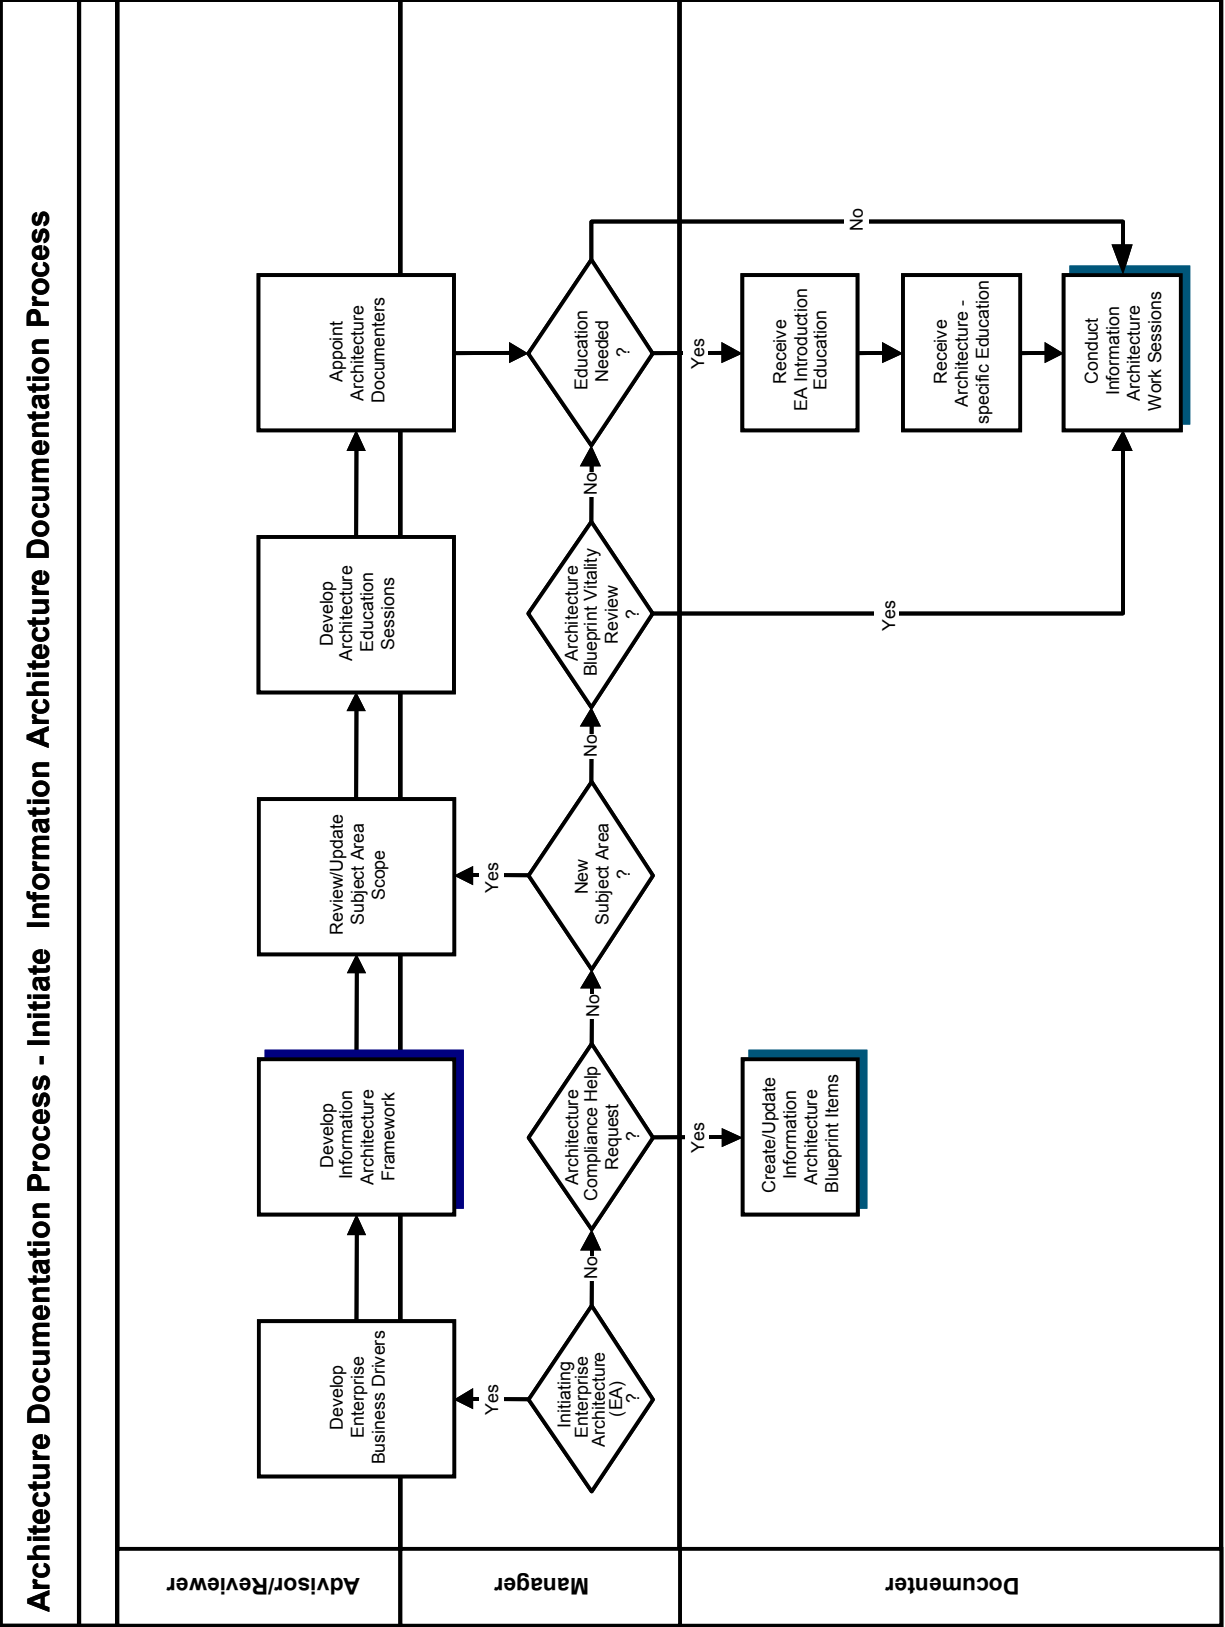 Architecture Documentation Process - Initiate Information Architecture Documentation Process
Advisor/Reviewer
Develop
Enterprise
Business Drivers
Develop
Information
Architecture
Framework
Review/Update
Subject Area
Scope
Develop
Architecture
Education
Sessions
Appoint
Architecture
Documenters
Yes
Yes
Manager
Initiating
Enterprise
Architecture
(EA)
?
No
Architecture
Compliance Help
Request
?
No
New
Subject Area
?
No
Architecture
Blueprint Vitality
Review
?
No
Education
Needed
?
Yes
Yes
Documenter
Create/Update
Information
Architecture
Blueprint Items
Receive
EA Introduction
Education
No
Yes
Receive
Architecture -
specific Education
Conduct
Information
Architecture
Work Sessions